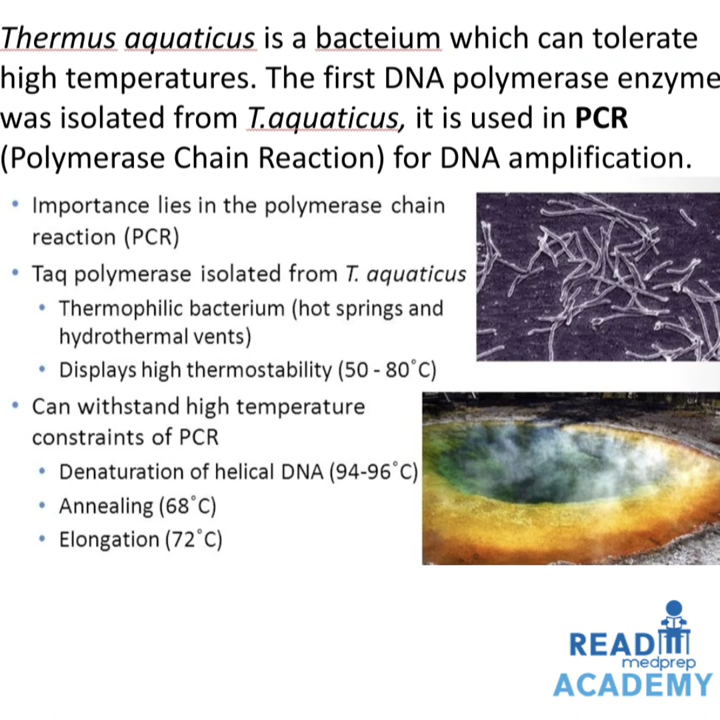 Thermus aquaticus is a bacteium which can tolerate
high temperatures. The first DNA polymerase enzyme
was isolated from T.aquaticus, it is used in PCR
(Polymerase Chain Reaction) for DNA amplification.
• Importance lies in the polymerase chain
reaction (PCR)
• Taq polymerase isolated from T. aquaticus
• Thermophilic bacterium (hot springs and
hydrothermal vents)
• Displays high thermostability (50 - 80˚C)
• Can withstand high temperature
constraints of PCR
• Denaturation of helical DNA (94-96˚C)
• Annealing (68˚C)
• Elongation (72˚C)
READ
medprep
ACADEMY